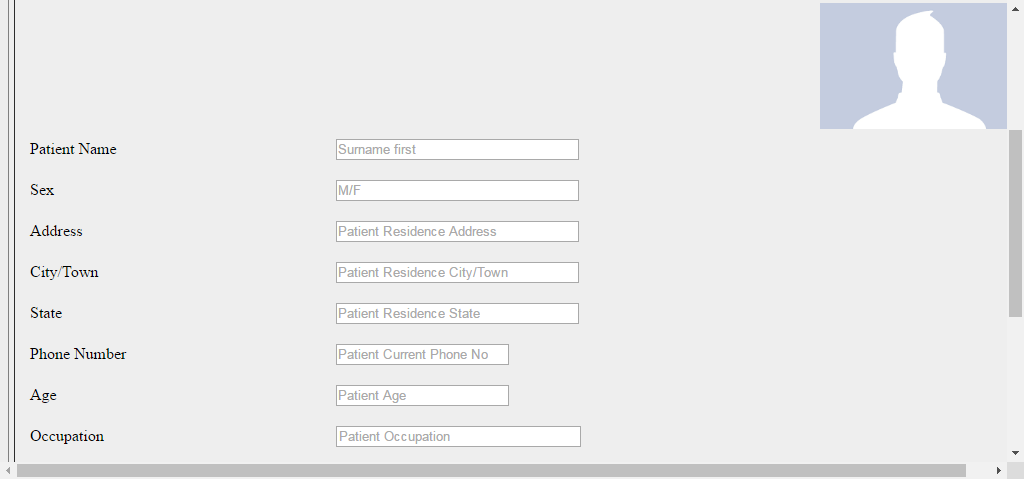 Patient Name Surname first
Sex M/F
Address Patient Residence Address
City/Town Patient Residence City/Town
State Patient Residence State
Phone Number Patient Current Phone No
Age Patient Age
Occupation Patient Occupation